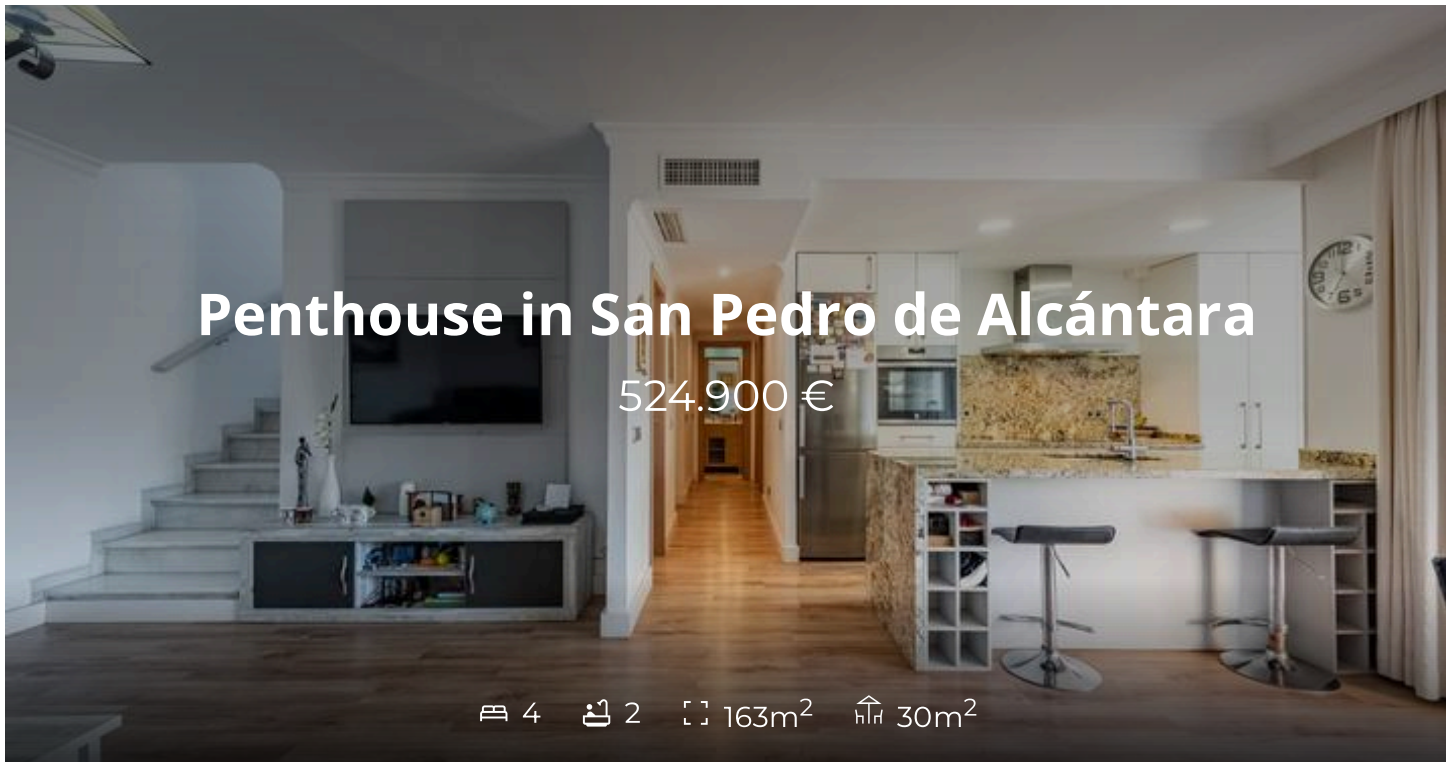 Penthouse in San Pedro de Alcántara
524.900 €
4 2 163m² 30m²